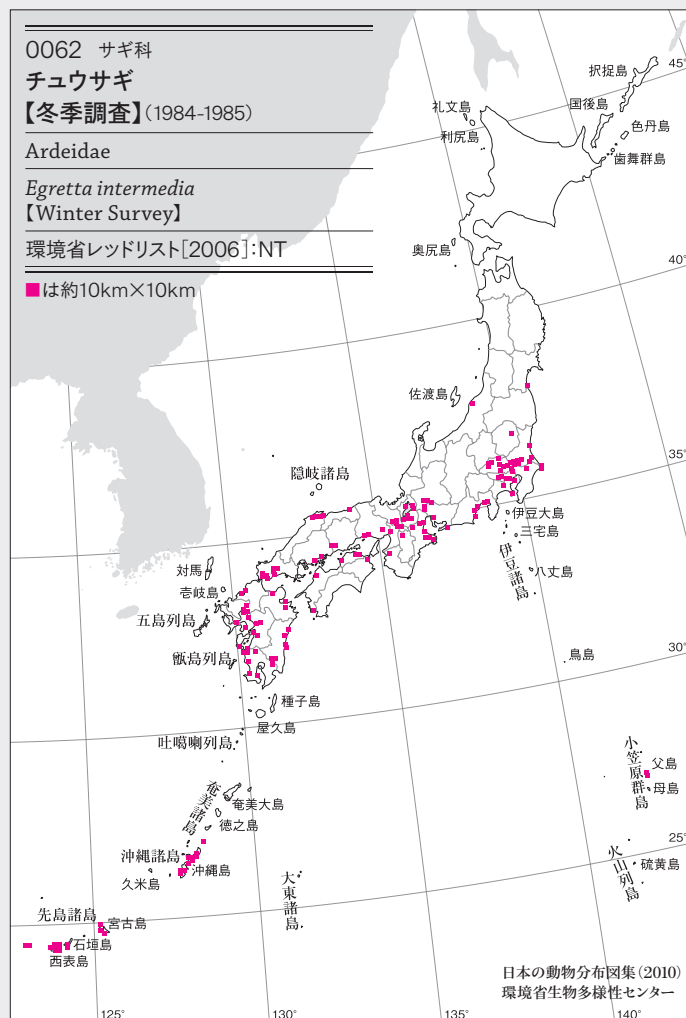 0062 サギ科
チュウサギ
【冬季調査】(1984-1985)
Ardeidae
Egretta intermedia
【Winter Survey】
環境省レッドリスト[2006]:NT
■は約10km×10km
択捉島
45°
礼文島
国後島
利尻島
色丹島
歯舞群島
奥尻島
40°
佐渡島
35°
隠岐諸島
伊豆大島
三宅島
伊豆諸島
八丈島
対馬
壱岐島
五島列島
甑島列島
鳥島
30°
種子島
屋久島
吐噶喇列島
小笠原群島
父島
母島
奄美諸島
奄美大島
徳之島
25°
沖縄諸島
沖縄島
久米島
大東諸島
火山列島
硫黄島
先島諸島
宮古島
石垣島
西表島
日本の動物分布図集(2010)
環境省生物多様性センター
125°
130°
135°
140°